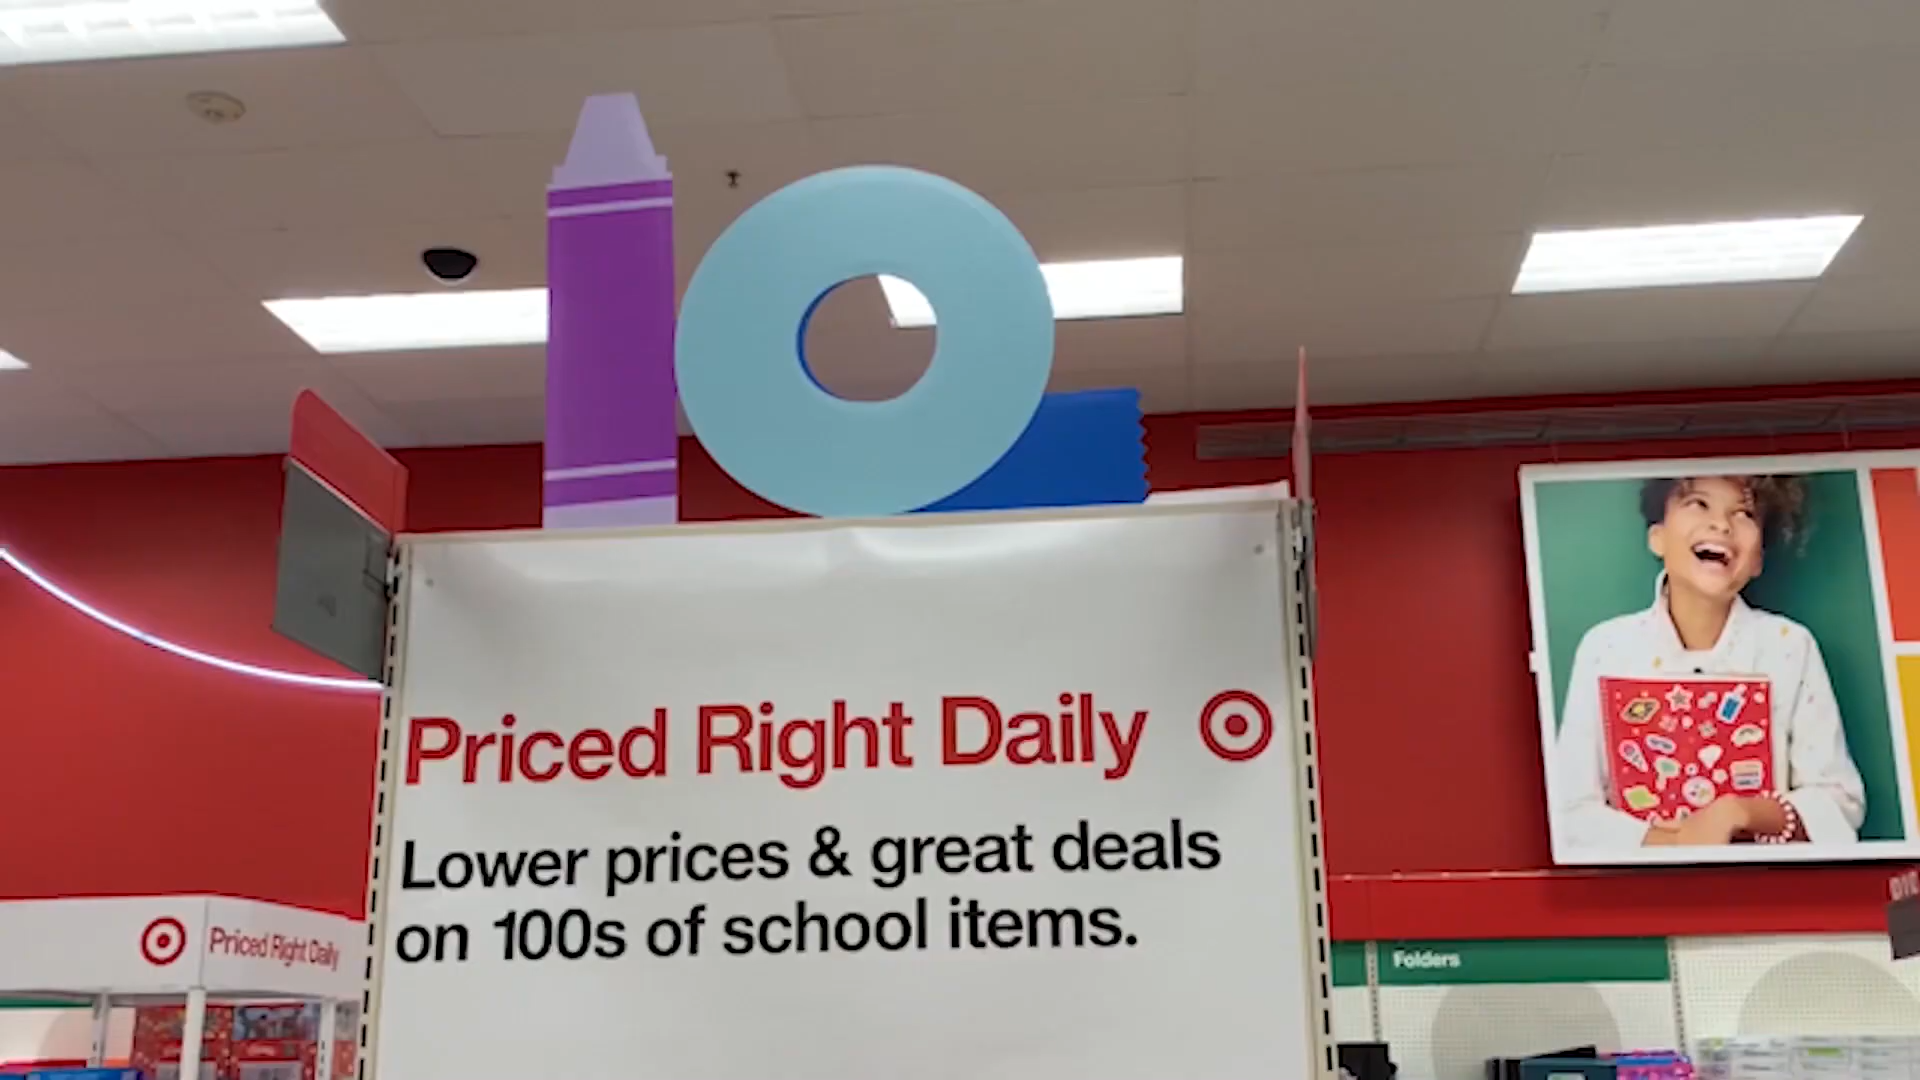 Priced Right Daily
Lower prices & great deals
on 100s of school items.
Priced Right Daily
Folders